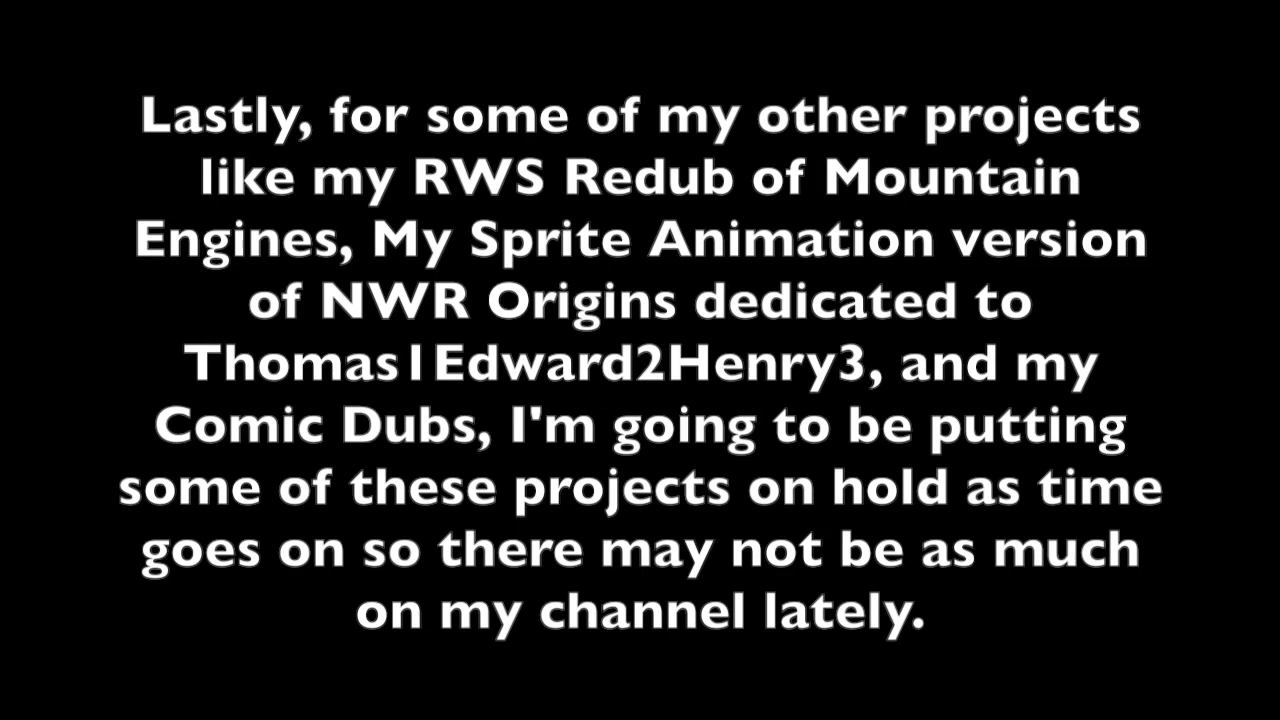 Lastly, for some of my other projects
like my RWS Redub of Mountain
Engines, My Sprite Animation version
of NWR Origins dedicated to
Thomas1Edward2Henry3, and my
Comic Dubs, I'm going to be putting
some of these projects on hold as time
goes on so there may not be as much
on my channel lately.